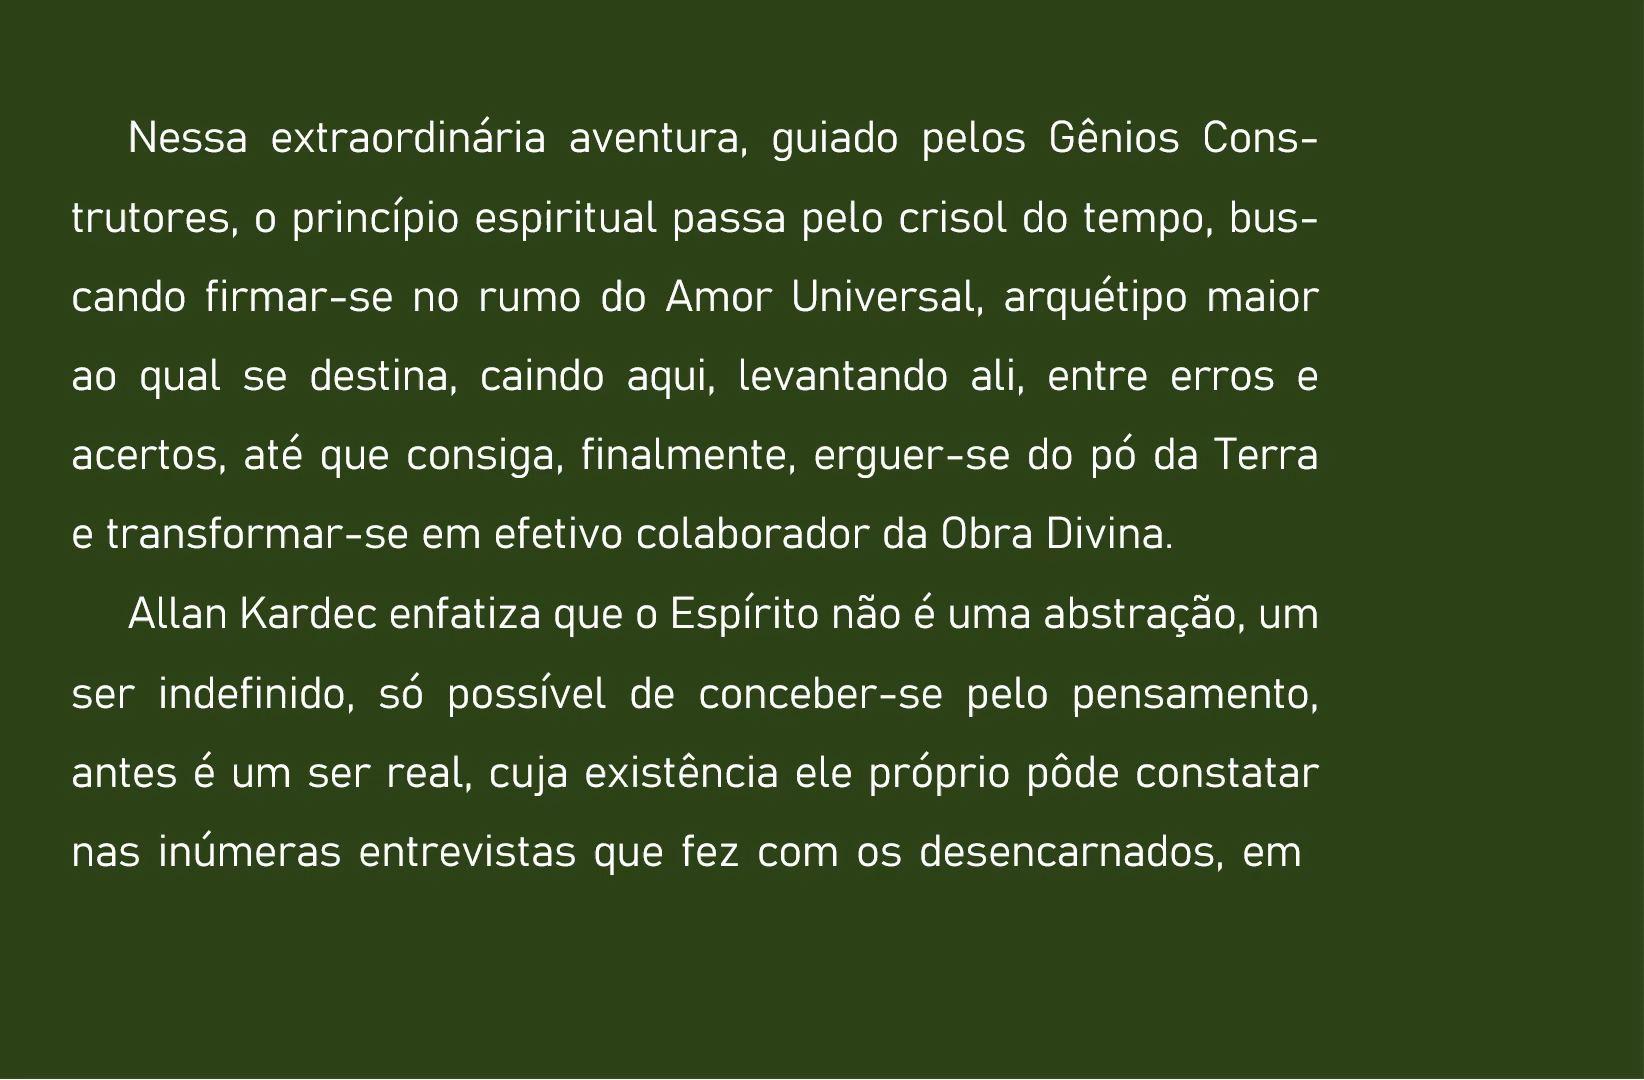 Nessa extraordinária aventura, guiado pelos Gênios Cons-
trutores, o princípio espiritual passa pelo crisol do tempo, bus-
cando firmar-se no rumo do Amor Universal, arquétipo maior
ao qual se destina, caindo aqui, levantando ali, entre erros e
acertos, até que consiga, finalmente, erguer-se do pó da Terra
e transformar-se em efetivo colaborador da Obra Divina.
Allan Kardec enfatiza que o Espírito não é uma abstração, um
ser indefinido, só possível de conceber-se pelo pensamento,
antes é um ser real, cuja existência ele próprio pôde constatar
nas inúmeras entrevistas que fez com os desencarnados, em